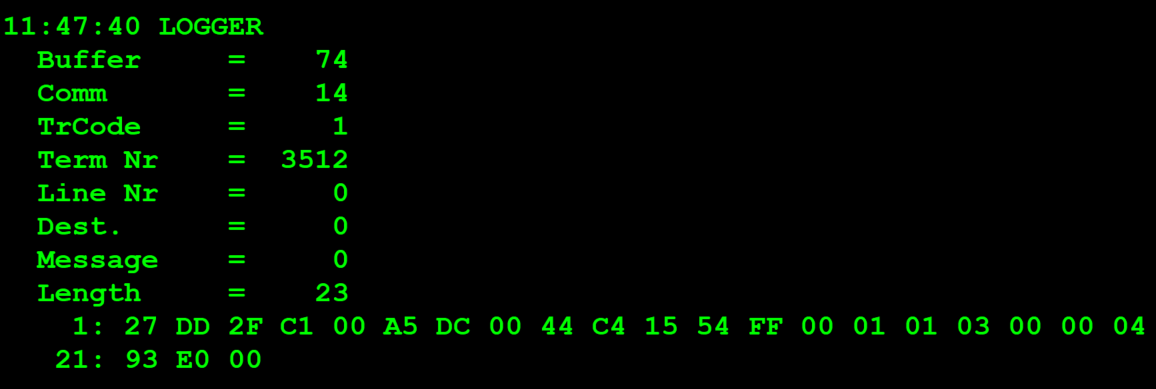 11:47:40 LOGGER
Buffer = 74
Comm = 14
TrCode = 1
Term Nr = 3512
Line Nr = 0
Dest. = 0
Message = 0
Length = 23
1: 27 DD 2F C1 00 A5 DC 00 44 C4 15 54 FF 00 01 01 03 00 00 04
21: 93 E0 00